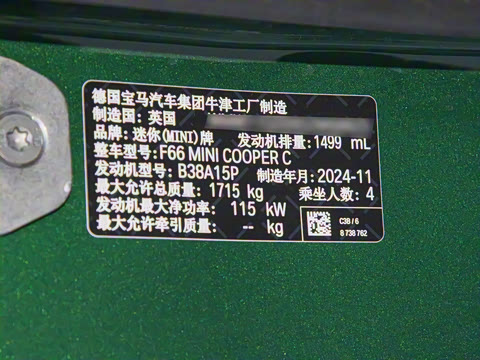 德国宝马汽车集团牛津工厂制造
制造国: 英国
品牌: 迷你(MINI)牌 发动机排量: 1499 mL
整车型号: F66 MINI COOPER C
发动机型号: B38A15P 制造年月: 2024-11
最大允许总质量: 1715 kg 乘坐人数: 4
发动机最大净功率: 115 kW
最大允许牵引质量: -- kg
C3B / 6
8 738 762